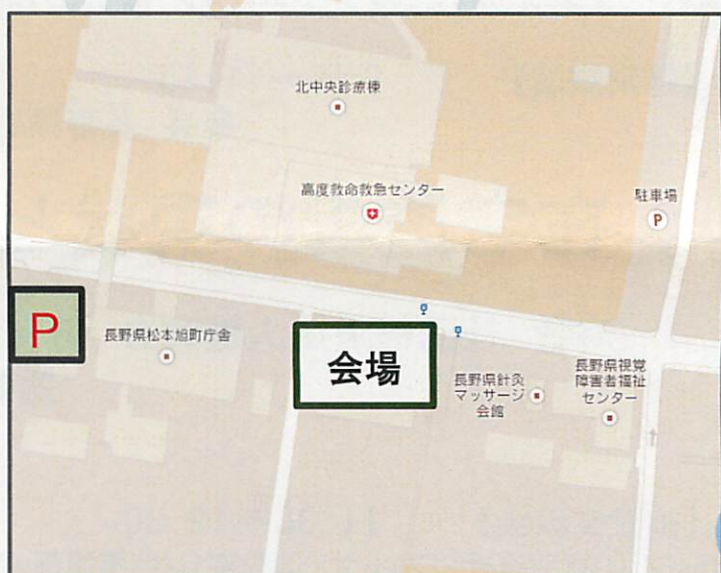 北中央診療棟
高度救命救急センター
駐車場
P
P
長野県松本旭町庁舎
会場
長野県針灸
マッサージ
会館
長野県視覚
障害者福祉
センター